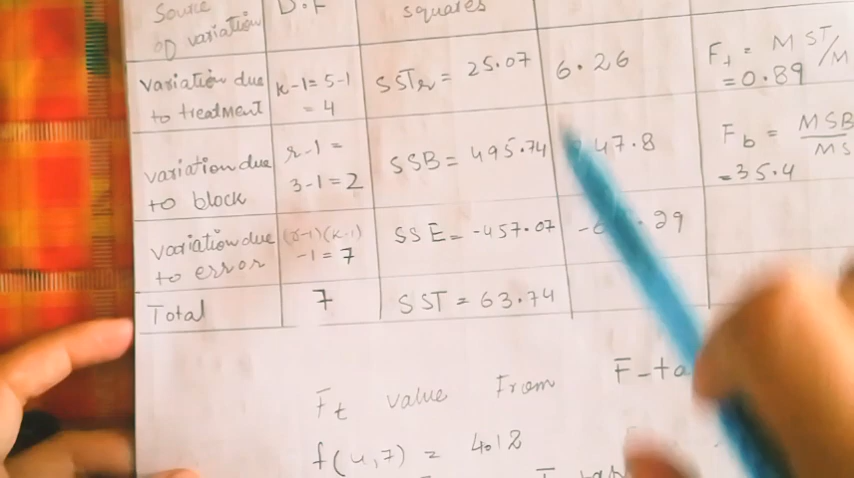 Source of variation
D.F
squares
Variation due to treatment
k-1=5-1
= 4
SSTr = 25.07
6.26
Ft = MST/M
= 0.89
Variation due to block
r-1 =
3-1=2
SSB = 495.74
47.8
Fb = MSB/MS
= 35.4
Variation due to error
(r-1)(k-1)
-1 = 7
SSE = -457.07
29
Total
7
SST = 63.74
Ft value From F-ta
f(4,7) = 4.12